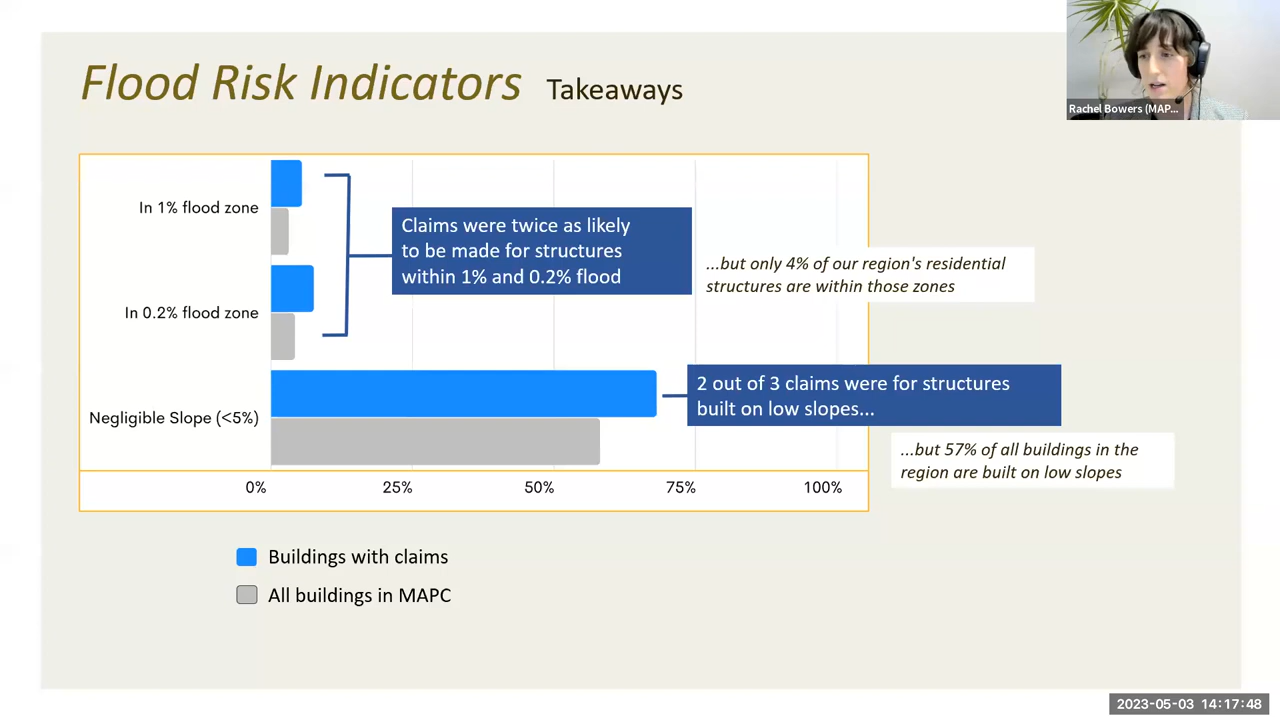 Flood Risk Indicators Takeaways
Rachel Bowers (MAP...
In 1% flood zone
Claims were twice as likely
to be made for structures
within 1% and 0.2% flood
...but only 4% of our region's residential
structures are within those zones
In 0.2% flood zone
2 out of 3 claims were for structures
built on low slopes...
Negligible Slope (<5%)
...but 57% of all buildings in the
region are built on low slopes
0% 25% 50% 75% 100%
Buildings with claims
All buildings in MAPC
2023-05-03 14:17:48